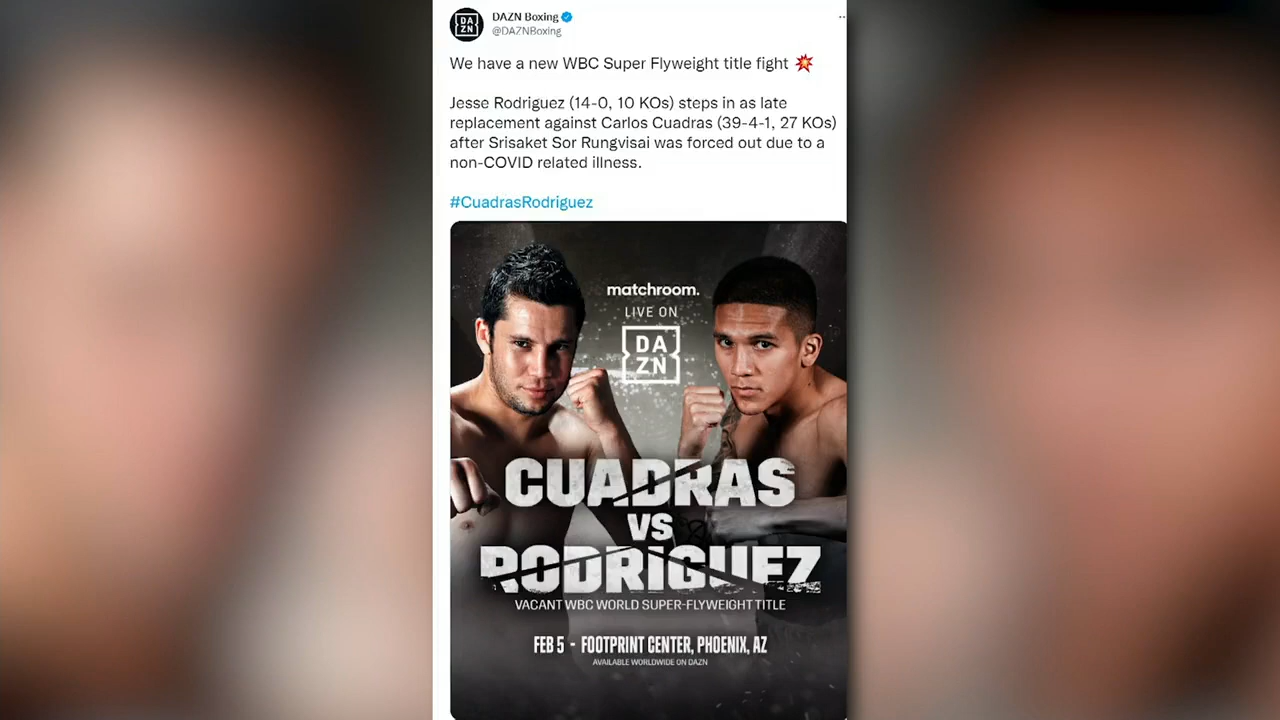 DAZN Boxing
@DAZNBoxing
We have a new WBC Super Flyweight title fight 💥
Jesse Rodriguez (14-0, 10 KOs) steps in as late
replacement against Carlos Cuadras (39-4-1, 27 KOs)
after Srisaket Sor Rungvisai was forced out due to a
non-COVID related illness.
#CuadrasRodriguez
matchroom.
LIVE ON
DA
ZN
CUADRAS
VS
RODRIGUEZ
VACANT WBC WORLD SUPER-FLYWEIGHT TITLE
FEB 5 - FOOTPRINT CENTER, PHOENIX, AZ
AVAILABLE WORLDWIDE ON DAZN